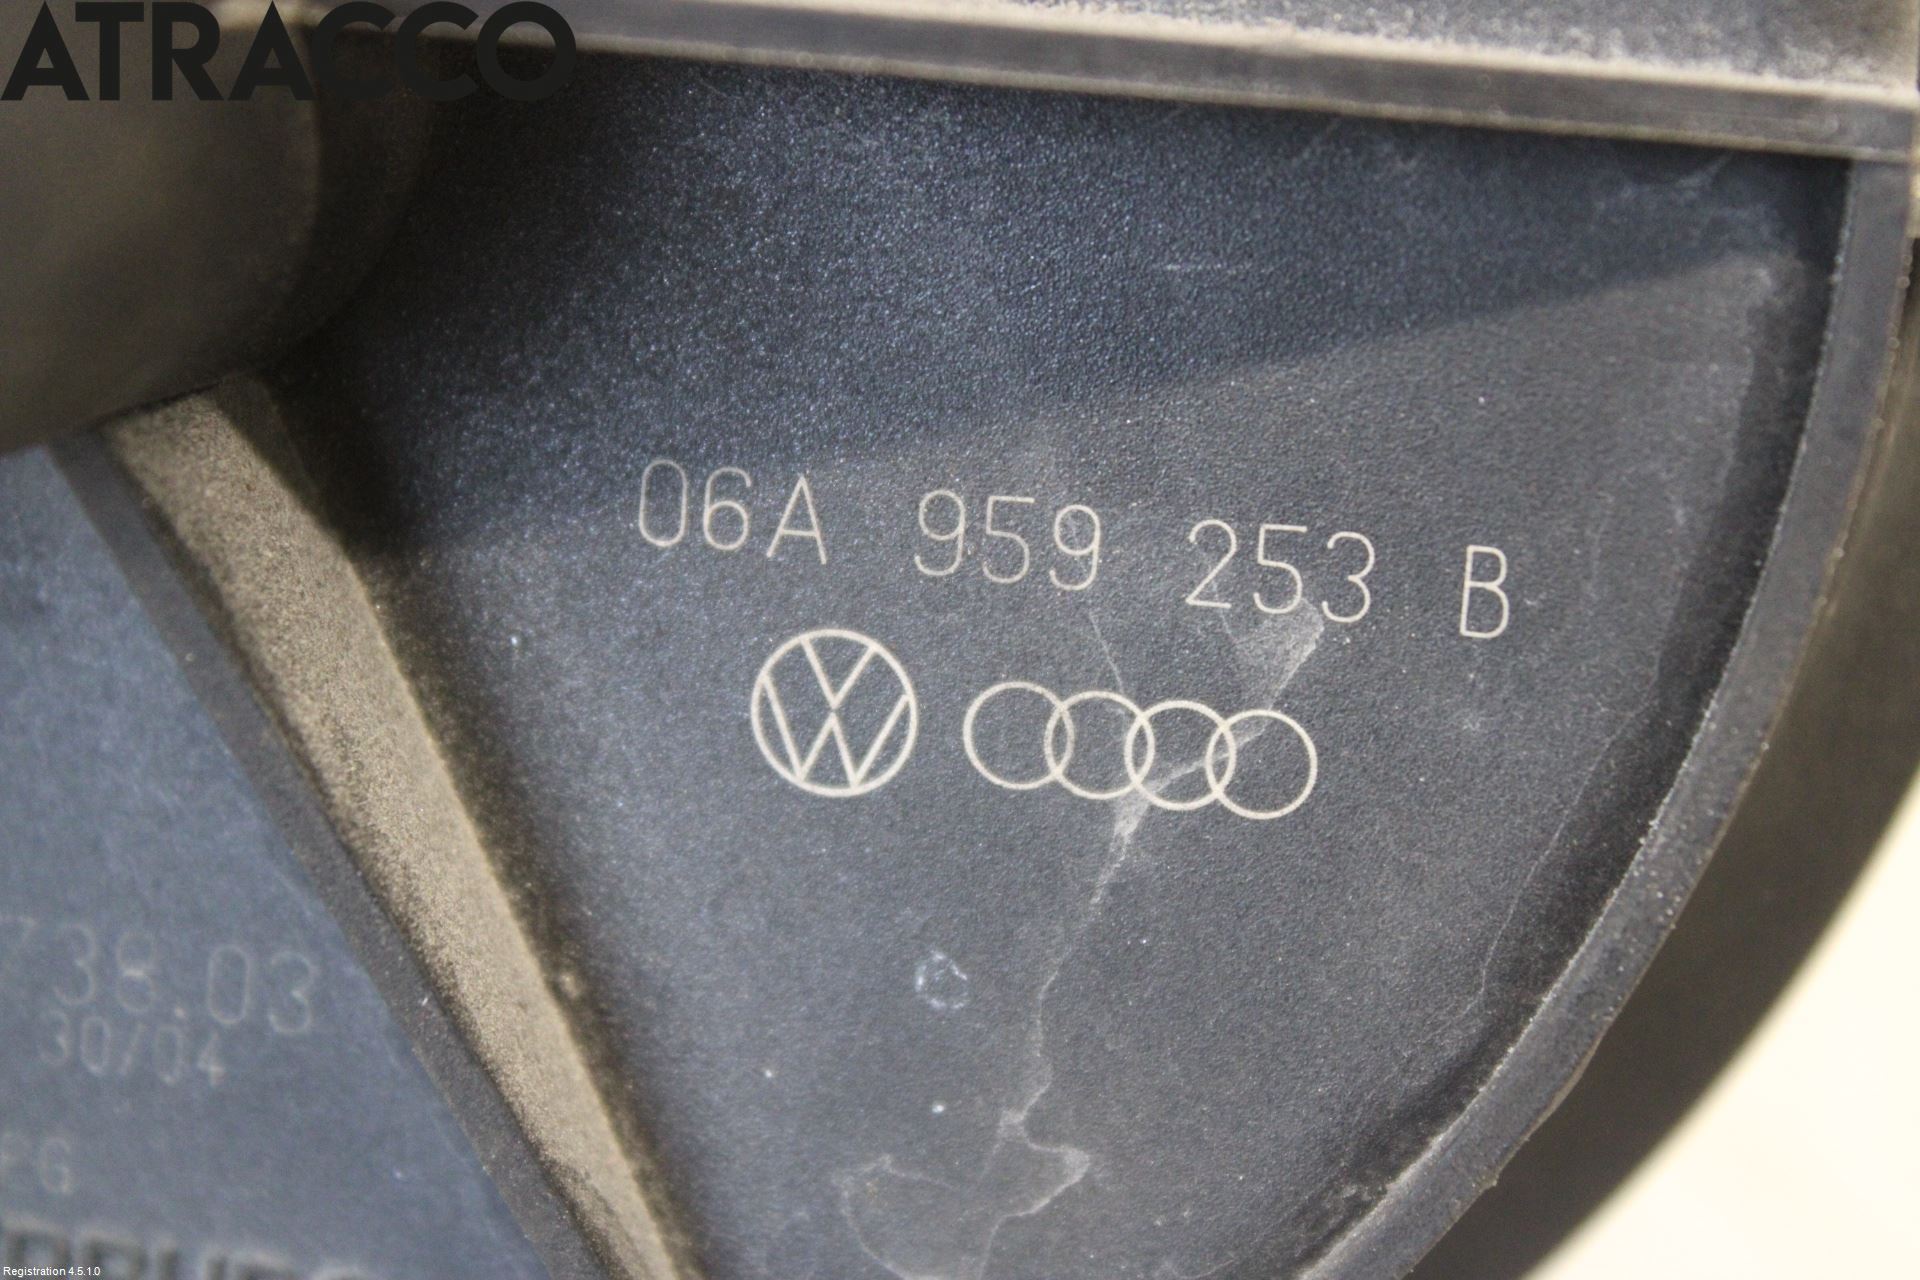 ATRACCO
06A 959 253 B
738.03
30/04
Registration 4.5.1.0